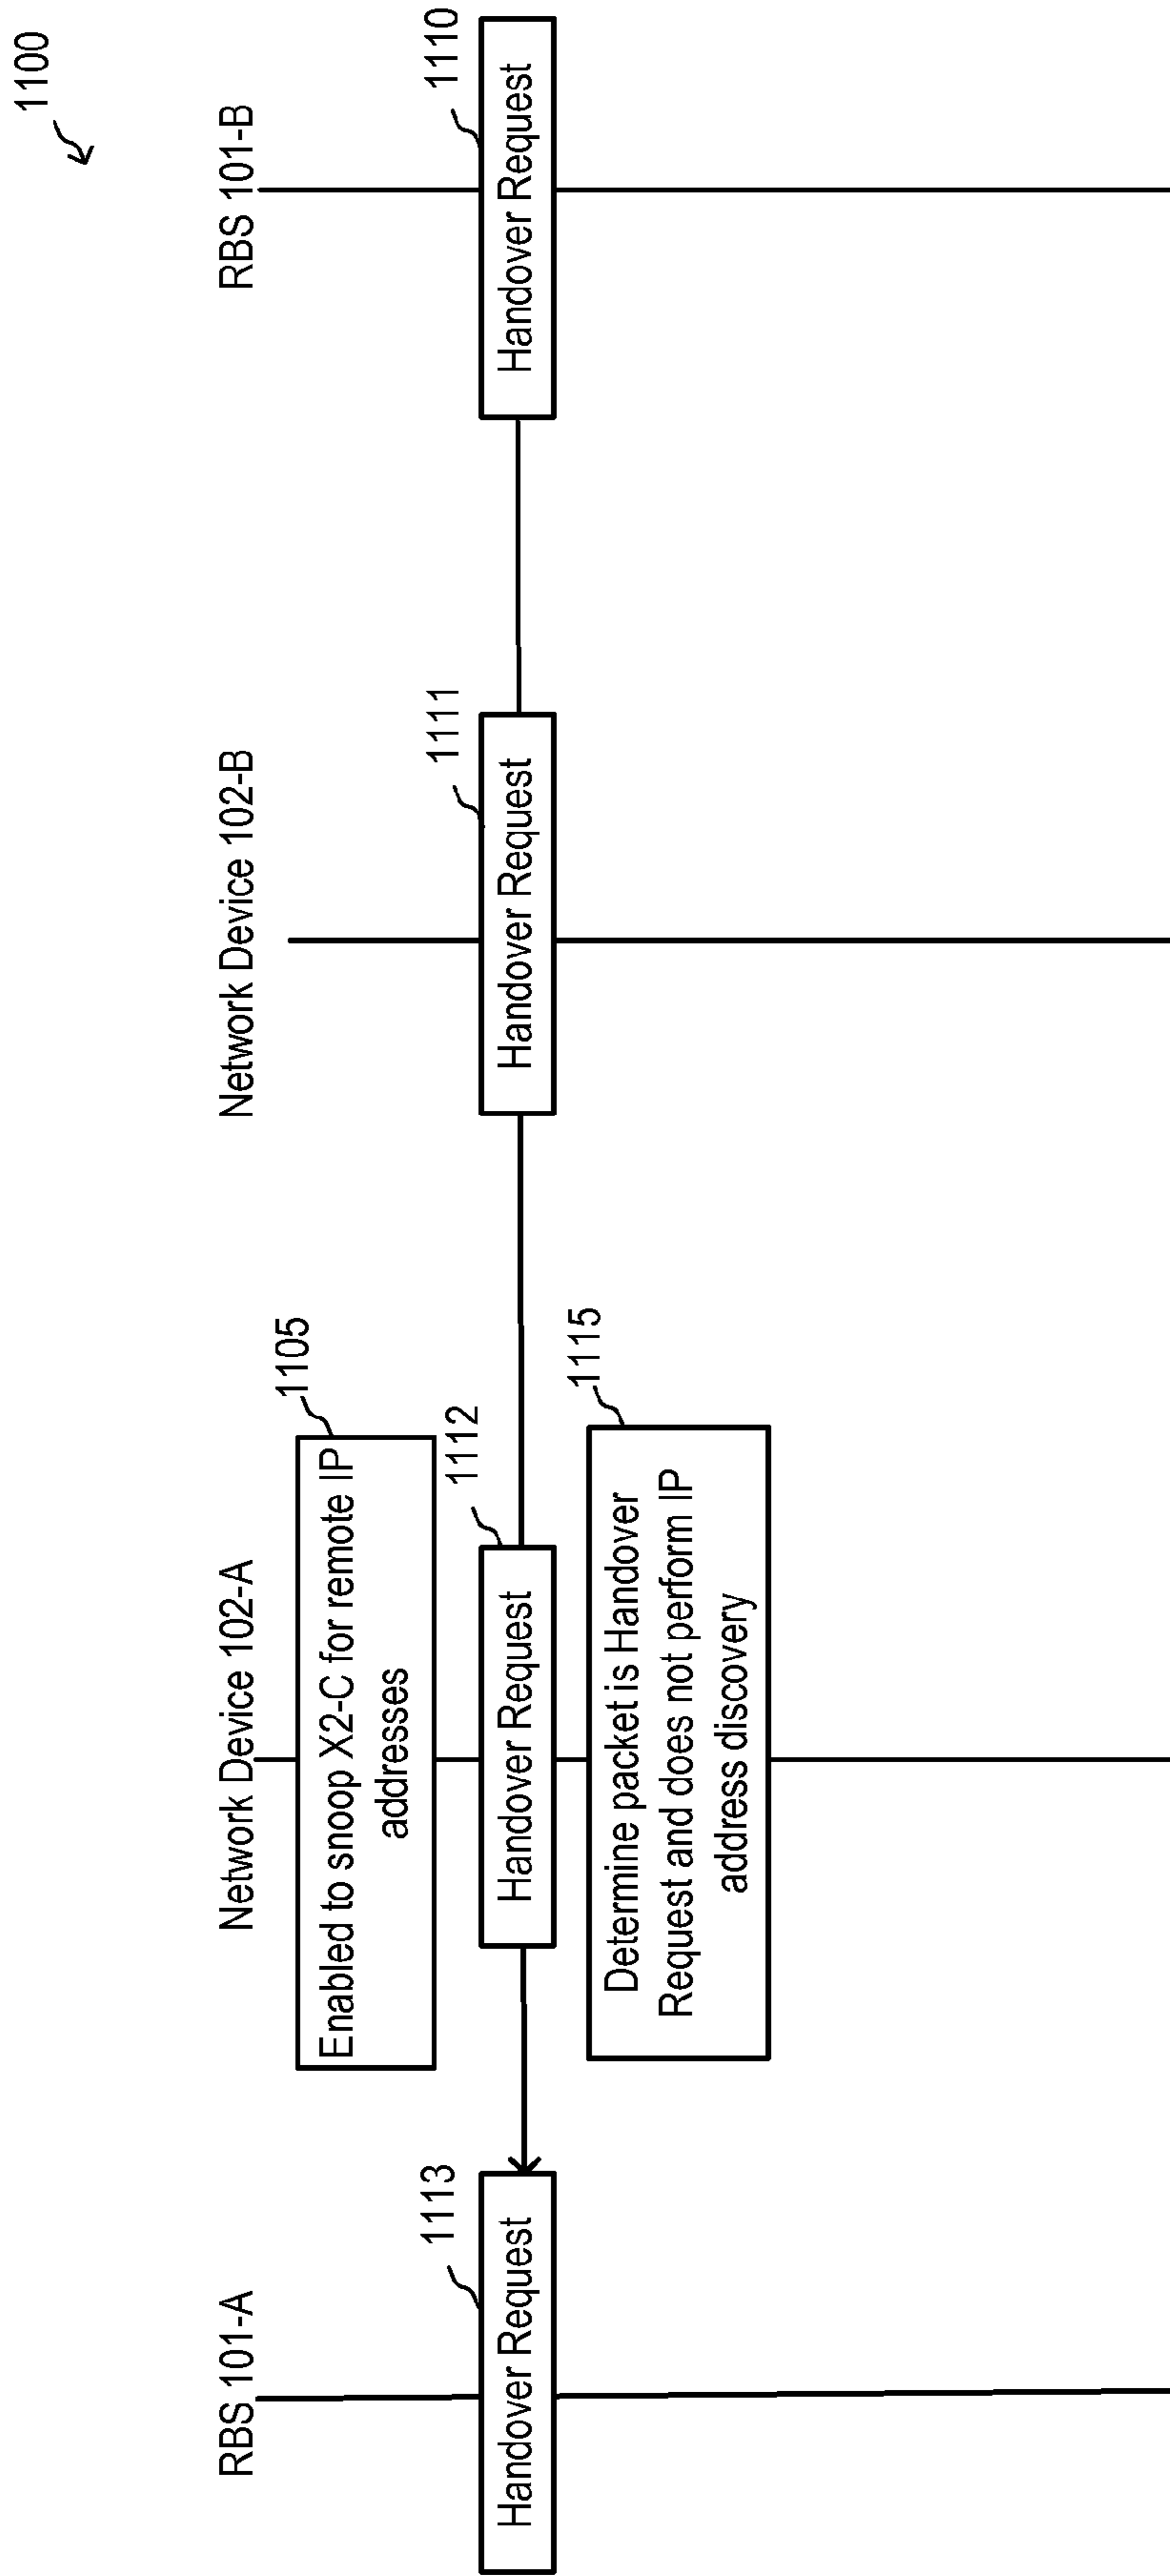 1100
RBS 101-A
Network Device 102-A
Network Device 102-B
RBS 101-B
1105
Enabled to snoop X2-C for remote IP
addresses
1113
Handover Request
1112
Handover Request
1111
Handover Request
1110
Handover Request
1115
Determine packet is Handover
Request and does not perform IP
address discovery